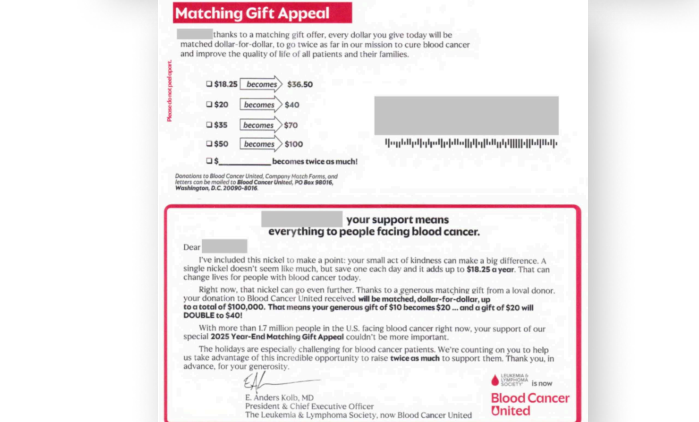 Matching Gift Appeal
thanks to a matching gift offer, every dollar you give today will be
matched dollar-for-dollar, to go twice as far in our mission to cure blood cancer
and improve the quality of life of all patients and their families.
Please do not peel apart.
$18.25 becomes $36.50
$20 becomes $40
$35 becomes $70
$50 becomes $100
$ becomes twice as much!
Donations to Blood Cancer United, Company Match Forms, and
letters can be mailed to Blood Cancer United, PO Box 98018,
Washington, D.C. 20090-8018.
your support means
everything to people facing blood cancer.
Dear
I've included this nickel to make a point: your small act of kindness can make a big difference. A
single nickel doesn't seem like much, but save one each day and it adds up to $18.25 a year. That can
change lives for people with blood cancer today.
Right now, that nickel can go even further. Thanks to a generous matching gift from a loyal donor,
your donation to Blood Cancer United received will be matched, dollar-for-dollar, up
to a total of $100,000. That means your generous gift of $10 becomes $20 ... and a gift of $20 will
DOUBLE to $40!
With more than 1.7 million people in the U.S. facing blood cancer right now, your support of our
special 2025 Year-End Matching Gift Appeal couldn't be more important.
The holidays are especially challenging for blood cancer patients. We're counting on you to help
us take advantage of this incredible opportunity to raise twice as much to support them. Thank you, in
advance, for your generosity.
E. Anders Kolb, MD
President & Chief Executive Officer
The Leukemia & Lymphoma Society, now Blood Cancer United
LEUKEMIA &
LYMPHOMA
SOCIETY is now
Blood Cancer
United